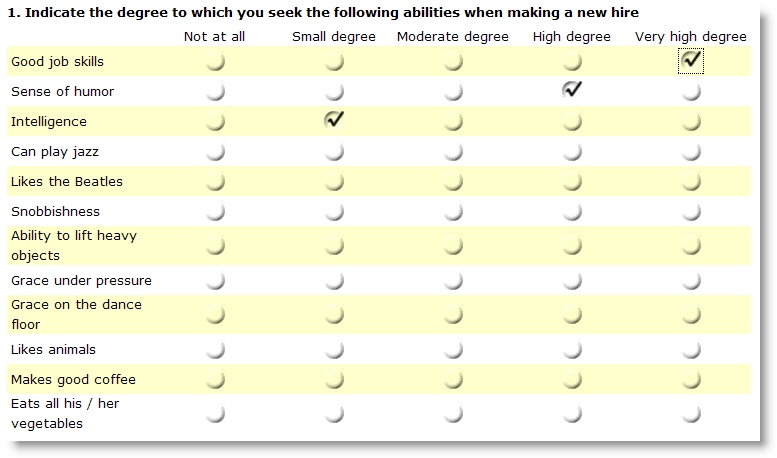 1. Indicate the degree to which you seek the following abilities when making a new hire
Not at all Small degree Moderate degree High degree Very high degree
Good job skills
Sense of humor
Intelligence
Can play jazz
Likes the Beatles
Snobbishness
Ability to lift heavy
objects
Grace under pressure
Grace on the dance
floor
Likes animals
Makes good coffee
Eats all his / her
vegetables